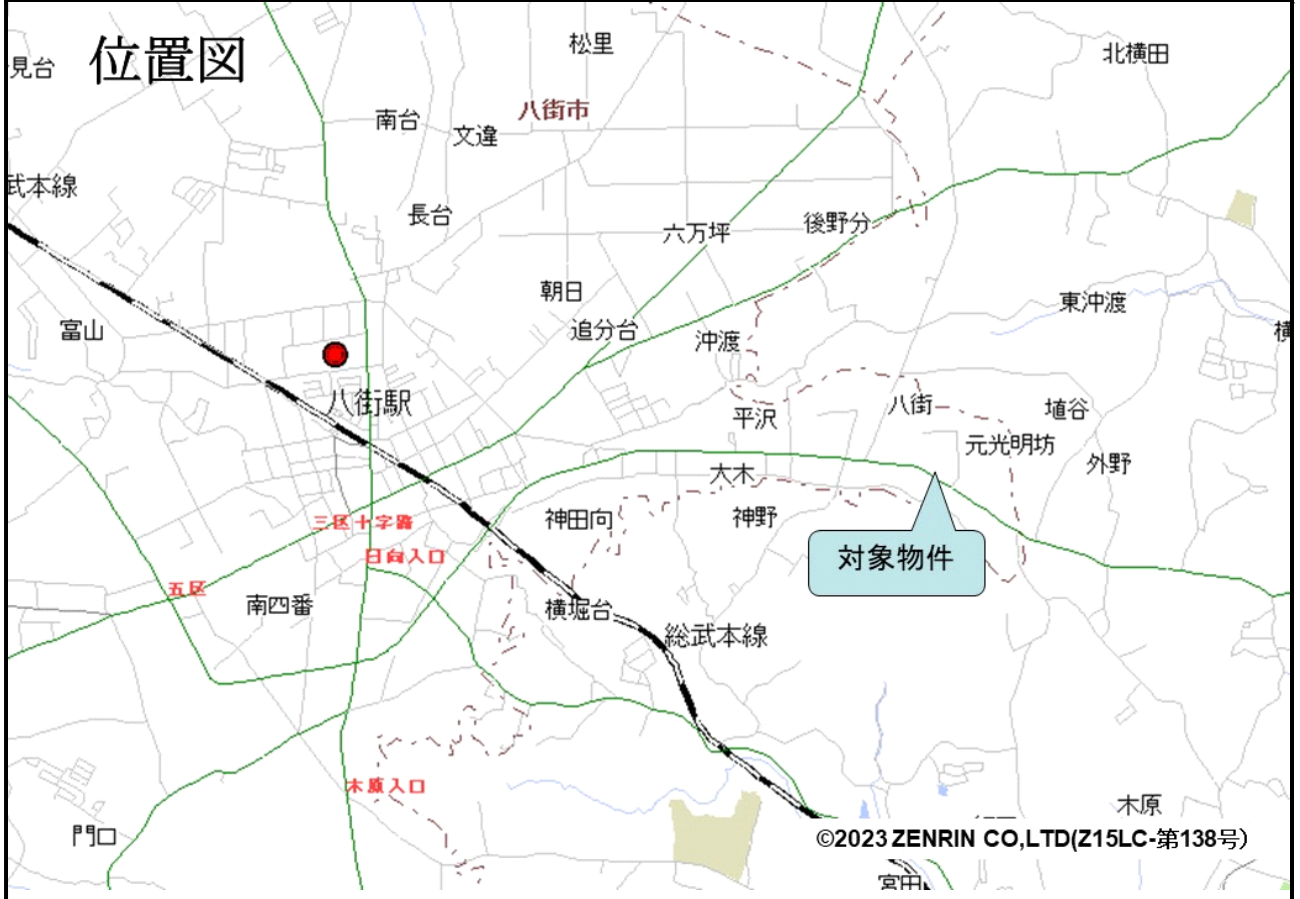 位置図
松里
北横田
見台
八街市
南台
文違
武本線
長台
六万坪
後野分
朝日
東沖渡
富山
追分台
沖渡
横
八街駅
平沢
八街
埴谷
元光明坊
外野
大木
三区十字路
神田向
神野
日向入口
対象物件
五区
南四番
横堀台
総武本線
木原入口
木原
門口
©2023 ZENRIN CO,LTD(Z15LC-第138号)
宮田